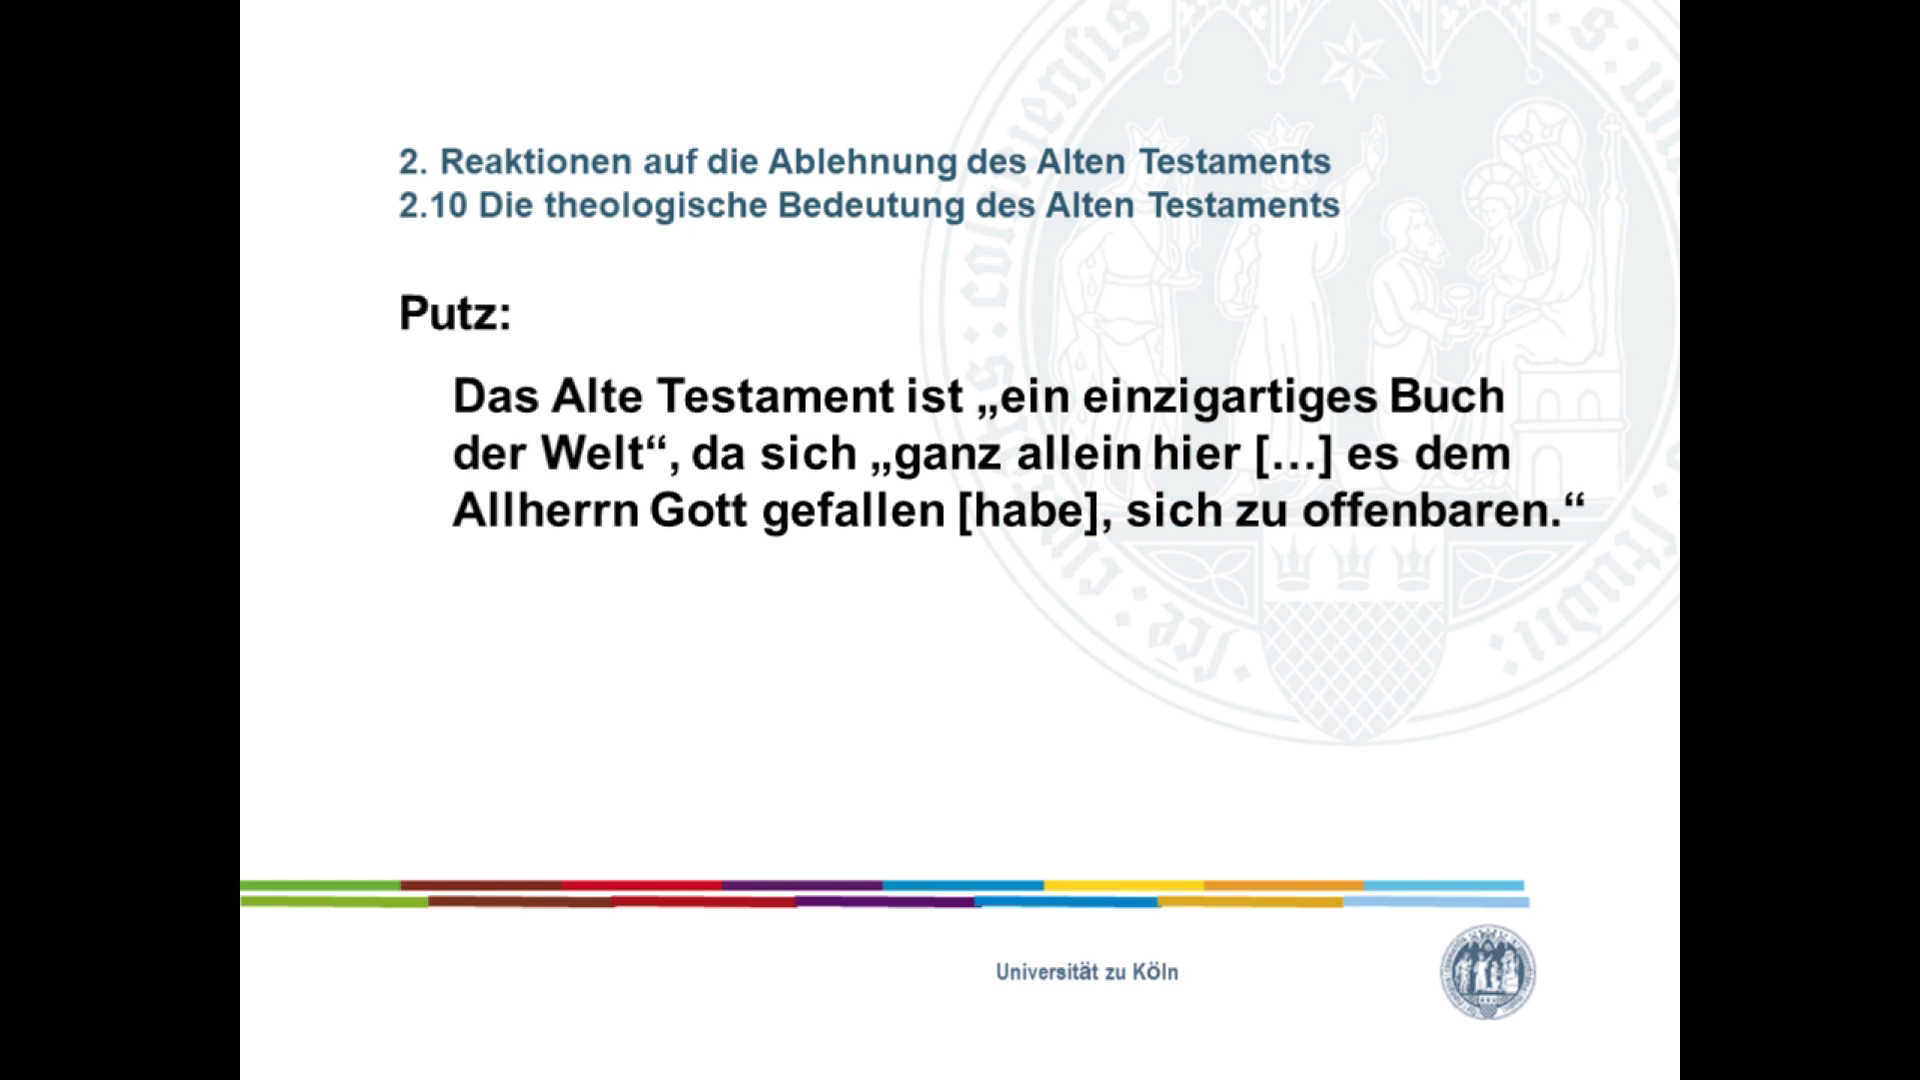 2. Reaktionen auf die Ablehnung des Alten Testaments
2.10 Die theologische Bedeutung des Alten Testaments
Putz:
Das Alte Testament ist „ein einzigartiges Buch
der Welt“, da sich „ganz allein hier […] es dem
Allherrn Gott gefallen [habe], sich zu offenbaren.“
Universität zu Köln